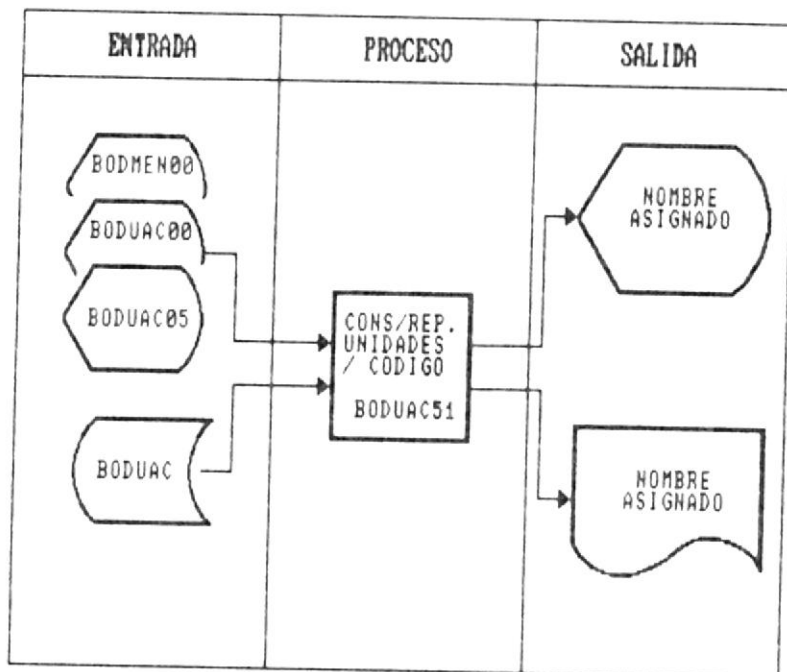 ENTRADA
PROCESO
SALIDA
BODMEN00
BODUAC00
BODUAC05
BODUAC
CONS/REP.
UNIDADES
/ CODIGO
BODUAC51
NOMBRE
ASIGNADO
NOMBRE
ASIGNADO